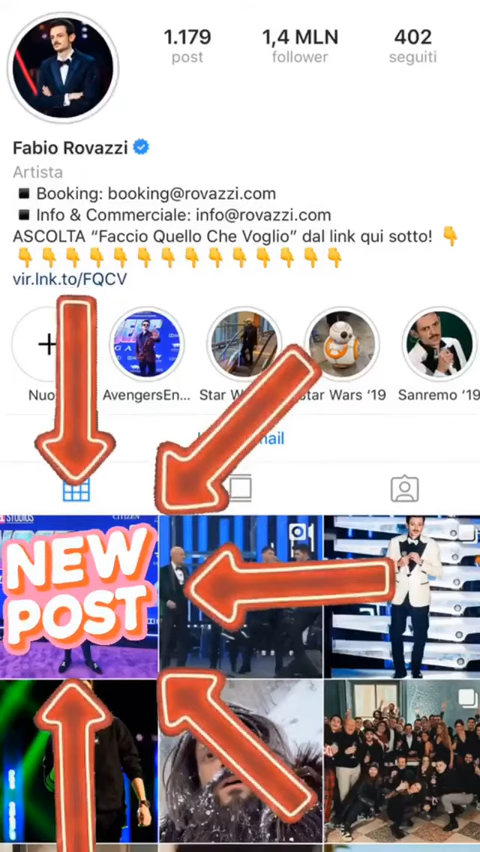 1.179
1,4 MLN
402
post
follower
seguiti
Fabio Rovazzi
Artista
▪️ Booking: booking@rovazzi.com
▪️ Info & Commerciale: info@rovazzi.com
ASCOLTA “Faccio Quello Che Voglio” dal link qui sotto! 👇
👇👇👇👇👇👇👇👇👇👇👇👇👇👇
vir.lnk.to/FQCV
AvengersEn...
Star Wars ‘19
Sanremo ‘19
STUDIOS
CITIZEN
NEW
POST